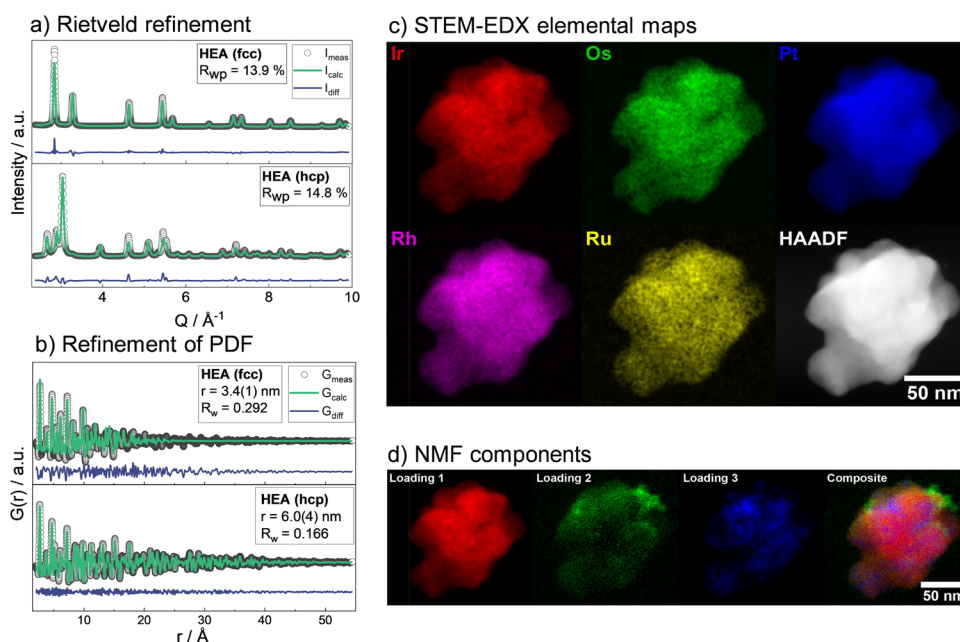 a) Rietveld refinement
HEA (fcc)
Rwp = 13.9 %
Imeas
Icalc
Idiff
HEA (hcp)
Rwp = 14.8 %
Intensity / a.u.
4
6
8
10
Q / Å-1
b) Refinement of PDF
HEA (fcc)
r = 3.4(1) nm
Rw = 0.292
Gmeas
Gcalc
Gdiff
HEA (hcp)
r = 6.0(4) nm
Rw = 0.166
G(r) / a.u.
10
20
30
40
50
r / Å
c) STEM-EDX elemental maps
Ir
Os
Pt
Rh
Ru
HAADF
50 nm
d) NMF components
Loading 1
Loading 2
Loading 3
Composite
50 nm